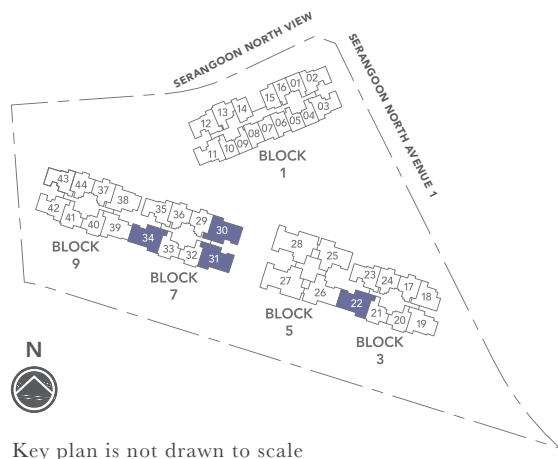 SERANGOON NORTH VIEW
SERANGOON NORTH AVENUE 1
12 13 14 15 16 01 02
11 10 09 08 07 06 05 04 03
BLOCK
1
43 44 37 38
42 41 40 39
BLOCK
9
35 36 29 30
34 33 32 31
BLOCK
7
28 25
27 26
BLOCK
5
23 24 17 18
22 21 20 19
BLOCK
3
N
Key plan is not drawn to scale